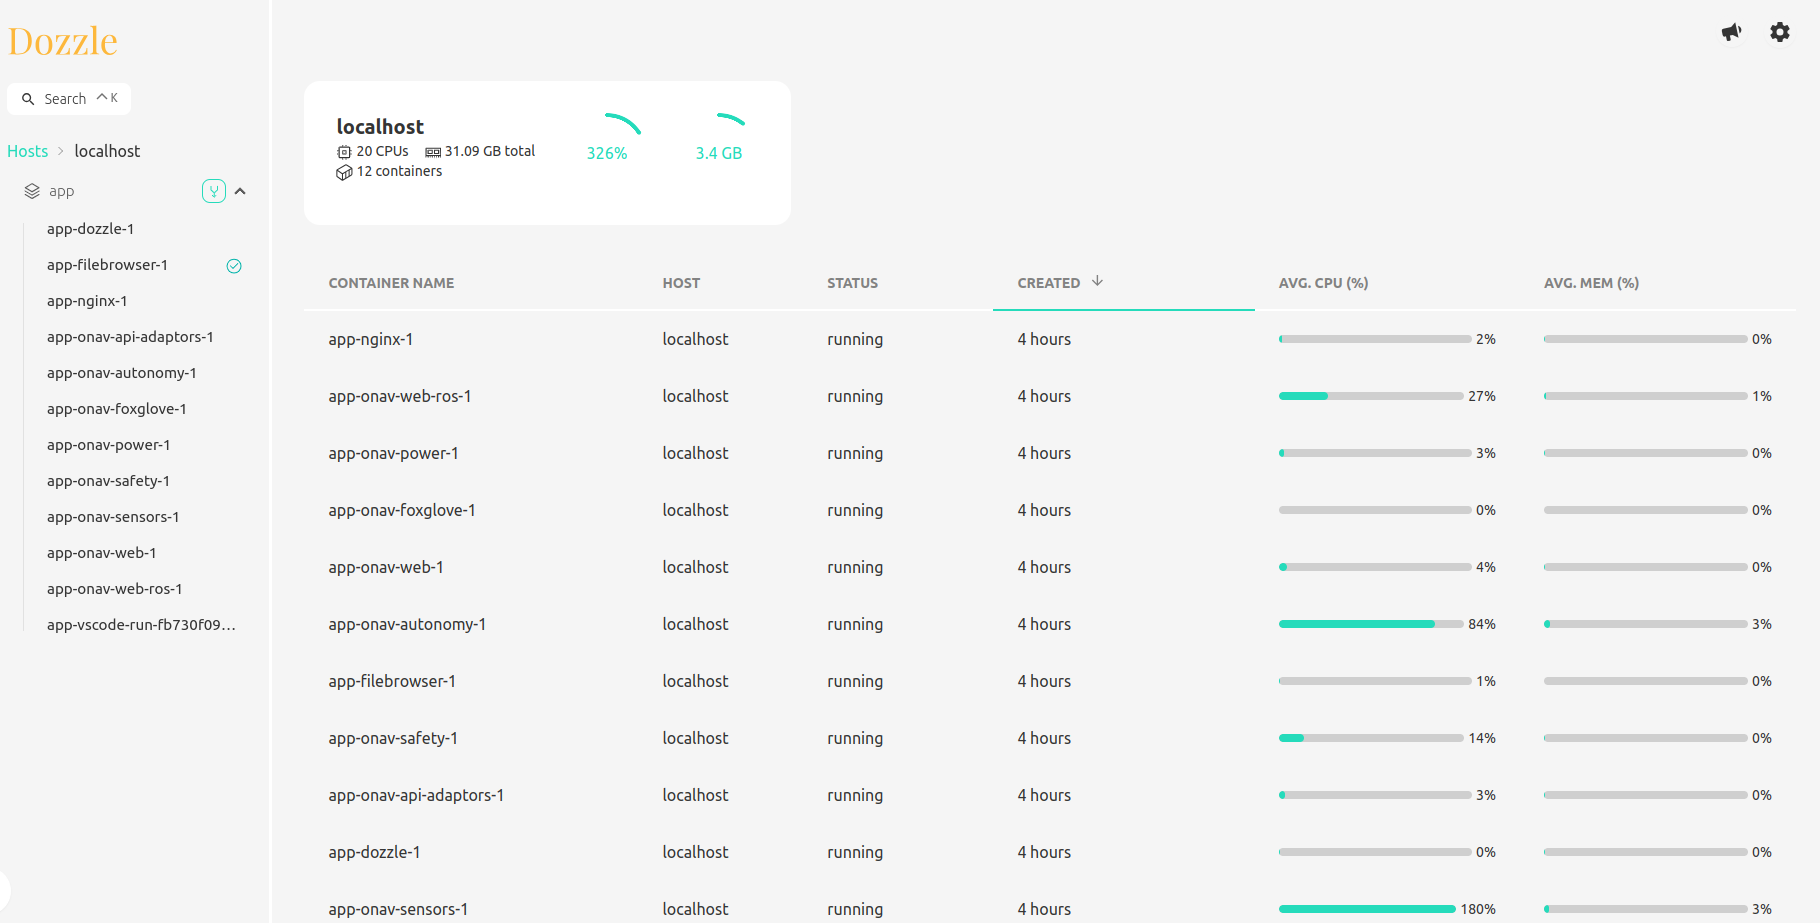 Dozzle
Search ^K
Hosts > localhost
app
app-dozzle-1
app-filebrowser-1
app-nginx-1
app-onav-api-adaptors-1
app-onav-autonomy-1
app-onav-foxglove-1
app-onav-power-1
app-onav-safety-1
app-onav-sensors-1
app-onav-web-1
app-onav-web-ros-1
app-vscode-run-fb730f09…
localhost
20 CPUs 31.09 GB total
12 containers
326%
3.4 GB
CONTAINER NAME HOST STATUS CREATED AVG. CPU (%) AVG. MEM (%)
app-nginx-1 localhost running 4 hours 2% 0%
app-onav-web-ros-1 localhost running 4 hours 27% 1%
app-onav-power-1 localhost running 4 hours 3% 0%
app-onav-foxglove-1 localhost running 4 hours 0% 0%
app-onav-web-1 localhost running 4 hours 4% 0%
app-onav-autonomy-1 localhost running 4 hours 84% 3%
app-filebrowser-1 localhost running 4 hours 1% 0%
app-onav-safety-1 localhost running 4 hours 14% 0%
app-onav-api-adaptors-1 localhost running 4 hours 3% 0%
app-dozzle-1 localhost running 4 hours 0% 0%
app-onav-sensors-1 localhost running 4 hours 180% 3%